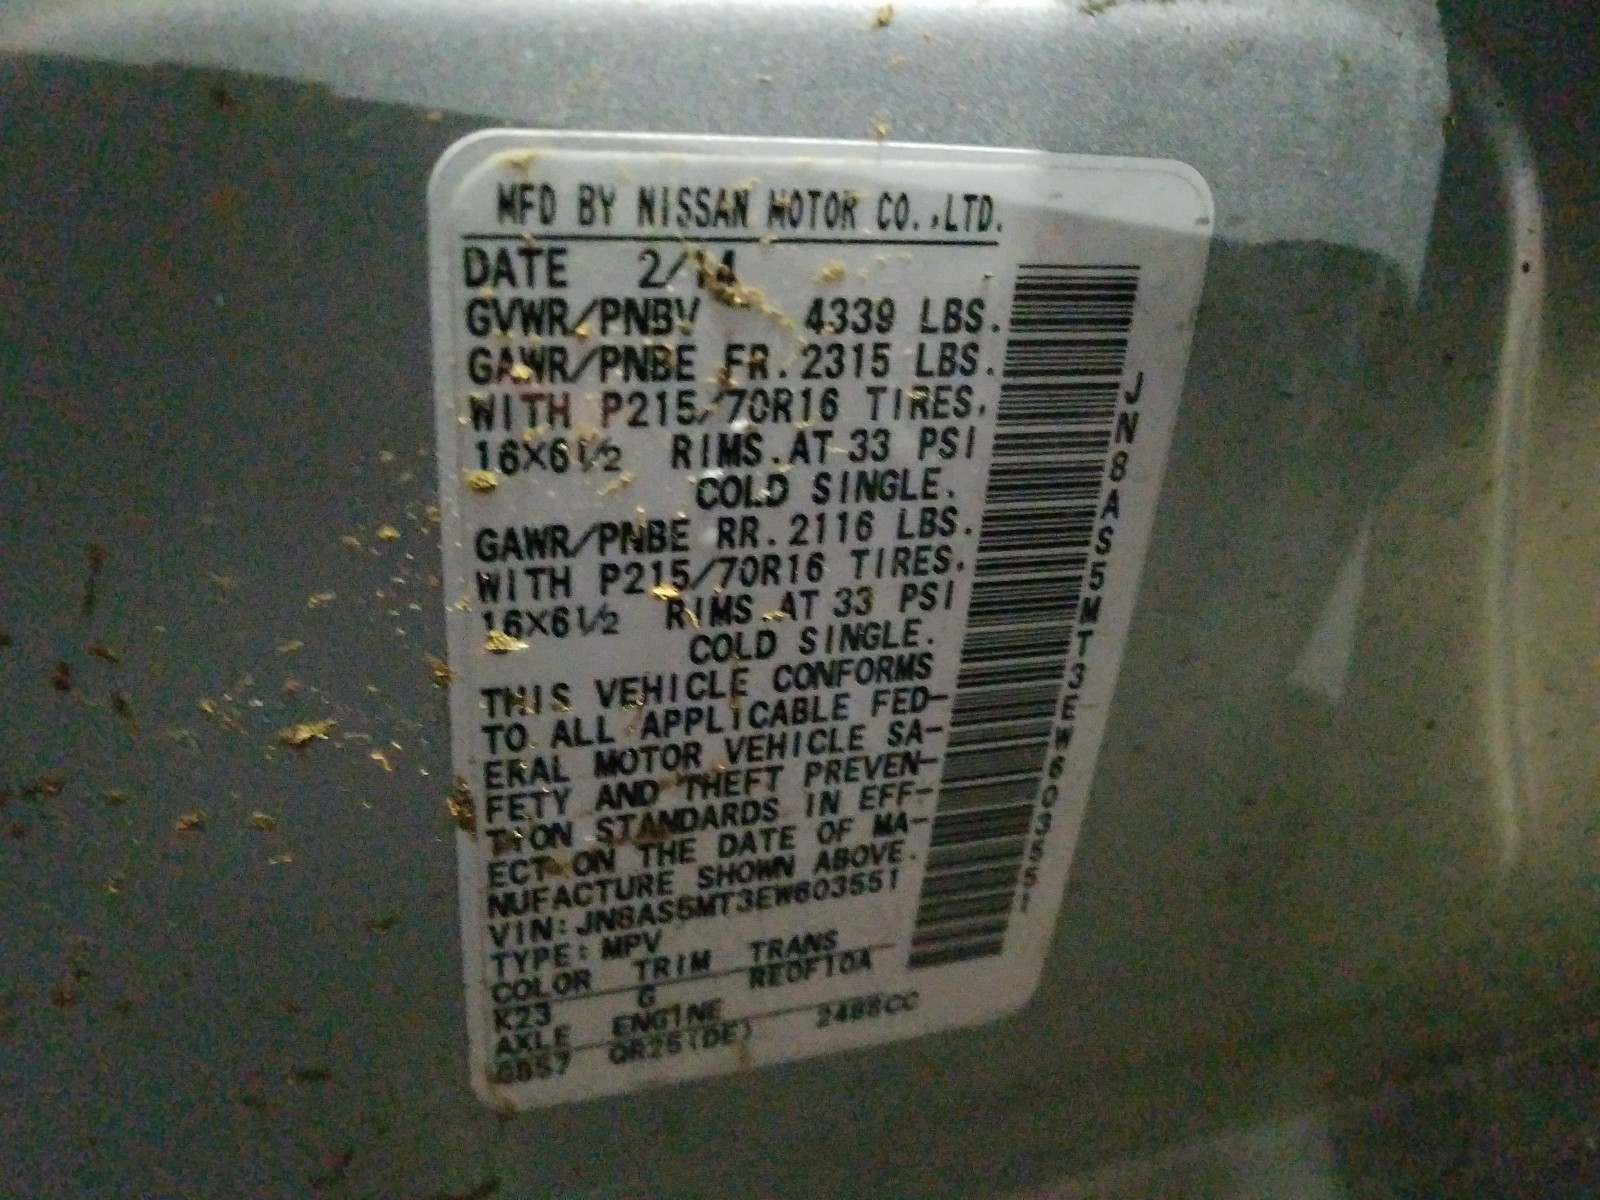 MFD BY NISSAN MOTOR CO.,LTD.
DATE 2/14
GVWR/PNBV 4339 LBS.
GAWR/PNBE FR. 2315 LBS.
WITH P215/70R16 TIRES.
16X6½ RIMS. AT 33 PSI
COLD SINGLE.
GAWR/PNBE RR. 2116 LBS.
WITH P215/70R16 TIRES.
16X6½ RIMS. AT 33 PSI
COLD SINGLE.
THIS VEHICLE CONFORMS
TO ALL APPLICABLE FED-
ERAL MOTOR VEHICLE SA-
FETY AND THEFT PREVEN-
TION STANDARDS IN EFF-
ECT ON THE DATE OF MA-
NUFACTURE SHOWN ABOVE.
VIN: JN8AS5MT3EW603551
TYPE: MPV
COLOR TRIM TRANS
K23 G RE0F10A
AXLE ENGINE
GB57 QR25(DE) 2488CC
JN8AS5MT3EW603551